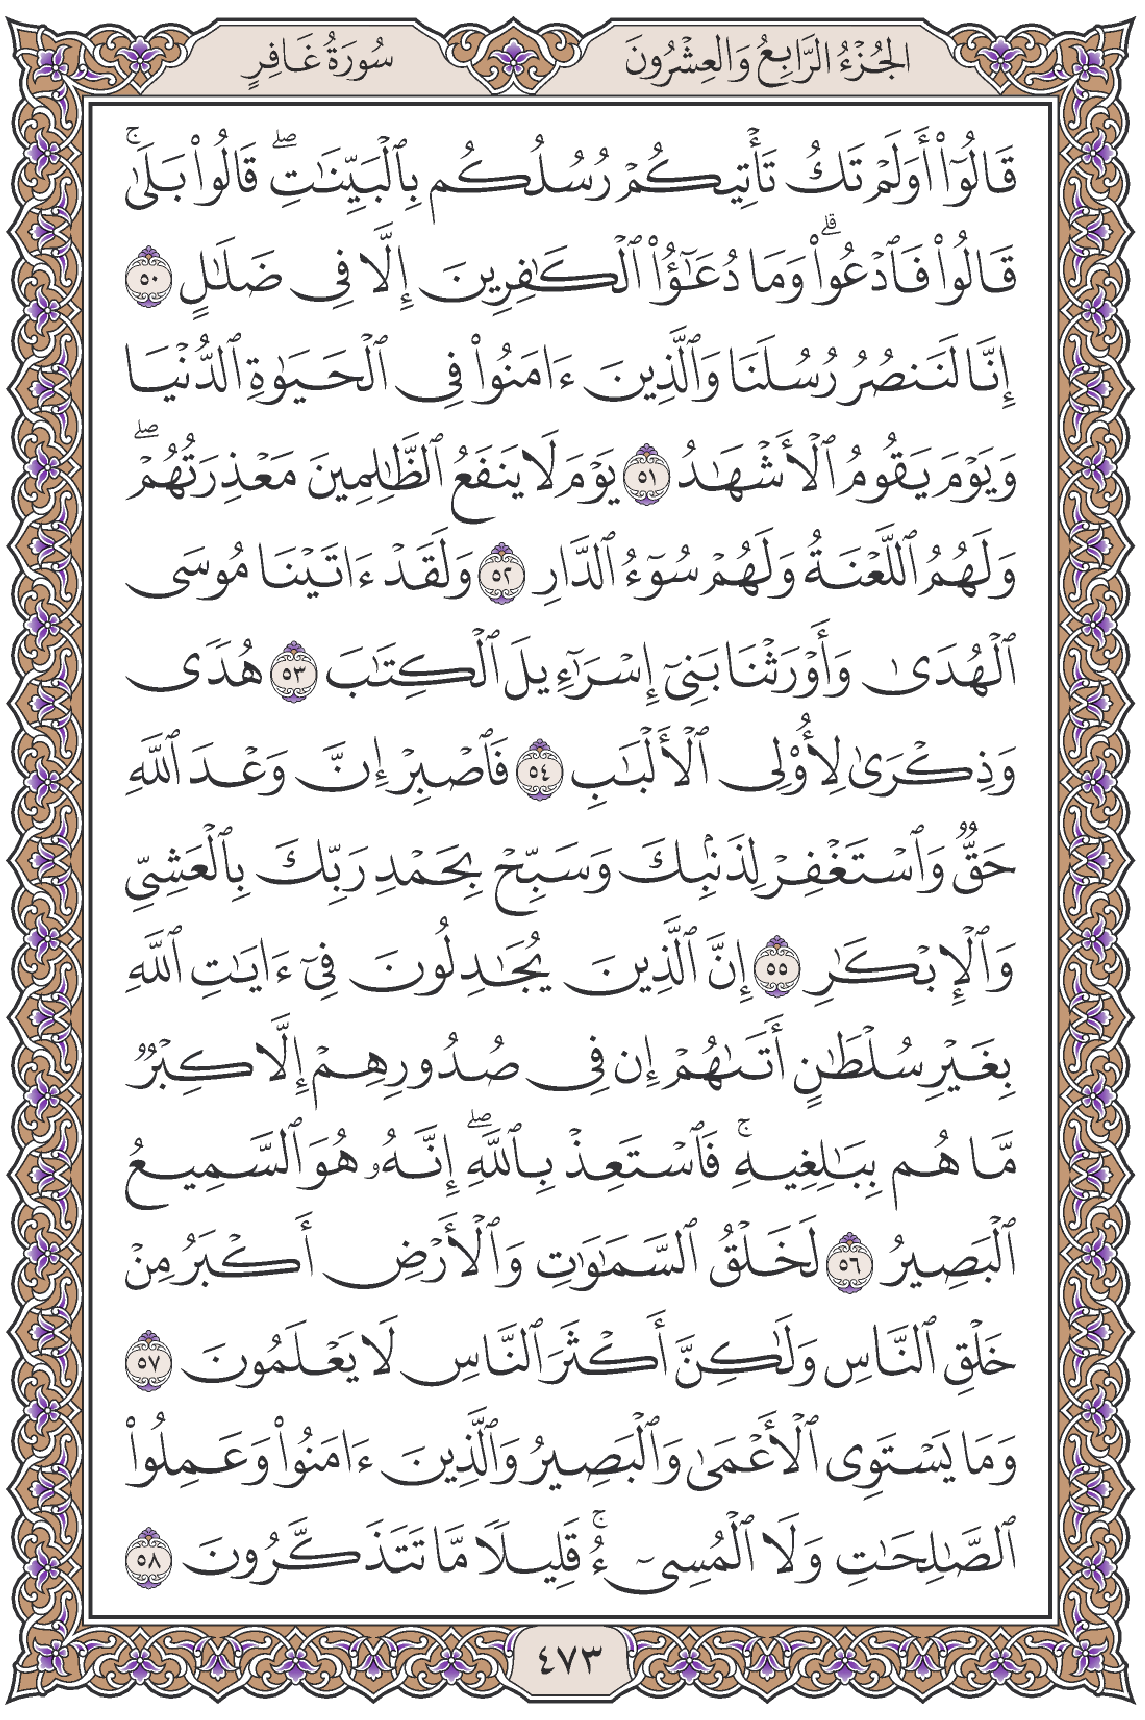 الجُزْءُ الرَّابِعُ وَالعِشْرُونَ
سُورَةُ غَافِرٍ
قَالُوٓا۟ أَوَلَمْ تَكُ تَأْتِيكُمْ رُسُلُكُم بِٱلْبَيِّنَـٰتِ ۖ قَالُوا۟ بَلَىٰ ۚ
قَالُوا۟ فَٱدْعُوا۟ ۗ وَمَا دُعَـٰٓؤُا۟ ٱلْكَـٰفِرِينَ إِلَّا فِى ضَلَـٰلٍ ٥٠
إِنَّا لَنَنصُرُ رُسُلَنَا وَٱلَّذِينَ ءَامَنُوا۟ فِى ٱلْحَيَوٰةِ ٱلدُّنْيَا
وَيَوْمَ يَقُومُ ٱلْأَشْهَـٰدُ ٥١ يَوْمَ لَا يَنفَعُ ٱلظَّـٰلِمِينَ مَعْذِرَتُهُمْ ۖ
وَلَهُمُ ٱللَّعْنَةُ وَلَهُمْ سُوٓءُ ٱلدَّارِ ٥٢ وَلَقَدْ ءَاتَيْنَا مُوسَى
ٱلْهُدَىٰ وَأَوْرَثْنَا بَنِىٓ إِسْرَـٰٓءِيلَ ٱلْكِتَـٰبَ ٥٣ هُدًى
وَذِكْرَىٰ لِأُو۟لِى ٱلْأَلْبَـٰبِ ٥٤ فَٱصْبِرْ إِنَّ وَعْدَ ٱللَّهِ
حَقٌّ وَٱسْتَغْفِرْ لِذَنۢبِكَ وَسَبِّحْ بِحَمْدِ رَبِّكَ بِٱلْعَشِىِّ
وَٱلْإِبْكَـٰرِ ٥٥ إِنَّ ٱلَّذِينَ يُجَـٰدِلُونَ فِىٓ ءَايَـٰتِ ٱللَّهِ
بِغَيْرِ سُلْطَـٰنٍ أَتَىٰهُمْ إِن فِى صُدُورِهِمْ إِلَّا كِبْرٌ
مَّا هُم بِبَـٰلِغِيهِ ۚ فَٱسْتَعِذْ بِٱللَّهِ ۖ إِنَّهُۥ هُوَ ٱلسَّمِيعُ
ٱلْبَصِيرُ ٥٦ لَخَلْقُ ٱلسَّمَـٰوَٰتِ وَٱلْأَرْضِ أَكْبَرُ مِنْ
خَلْقِ ٱلنَّاسِ وَلَـٰكِنَّ أَكْثَرَ ٱلنَّاسِ لَا يَعْلَمُونَ ٥٧
وَمَا يَسْتَوِى ٱلْأَعْمَىٰ وَٱلْبَصِيرُ وَٱلَّذِينَ ءَامَنُوا۟ وَعَمِلُوا۟
ٱلصَّـٰلِحَـٰتِ وَلَا ٱلْمُسِىٓءُ ۚ قَلِيلًا مَّا تَتَذَكَّرُونَ ٥٨
٤٧٣